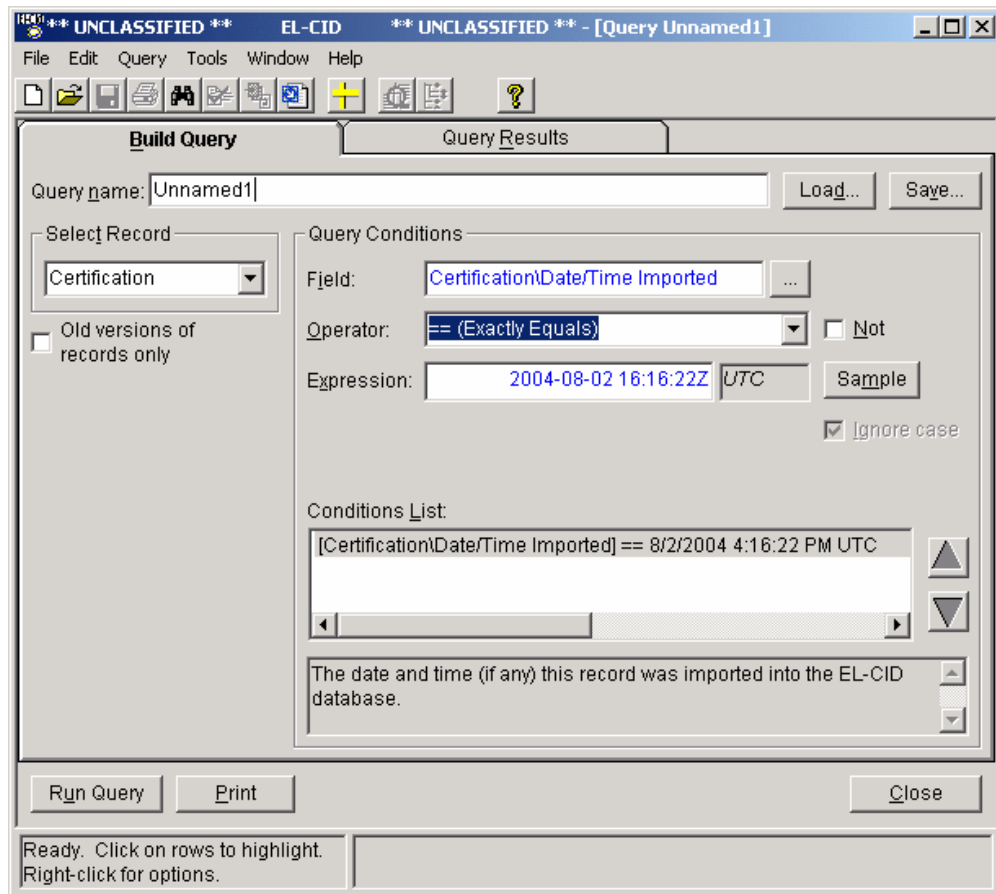 ** UNCLASSIFIED ** EL-CID ** UNCLASSIFIED ** - [Query Unnamed1]
File Edit Query Tools Window Help
Build Query Query Results
Query name: Unnamed1 Load... Save...
Select Record Query Conditions
Certification Field: Certification\Date/Time Imported ...
Old versions of records only Operator: == (Exactly Equals) Not
Expression: 2004-08-02 16:16:22Z UTC Sample
Ignore case
Conditions List:
[Certification\Date/Time Imported] == 8/2/2004 4:16:22 PM UTC
The date and time (if any) this record was imported into the EL-CID
database.
Run Query Print Close
Ready. Click on rows to highlight.
Right-click for options.